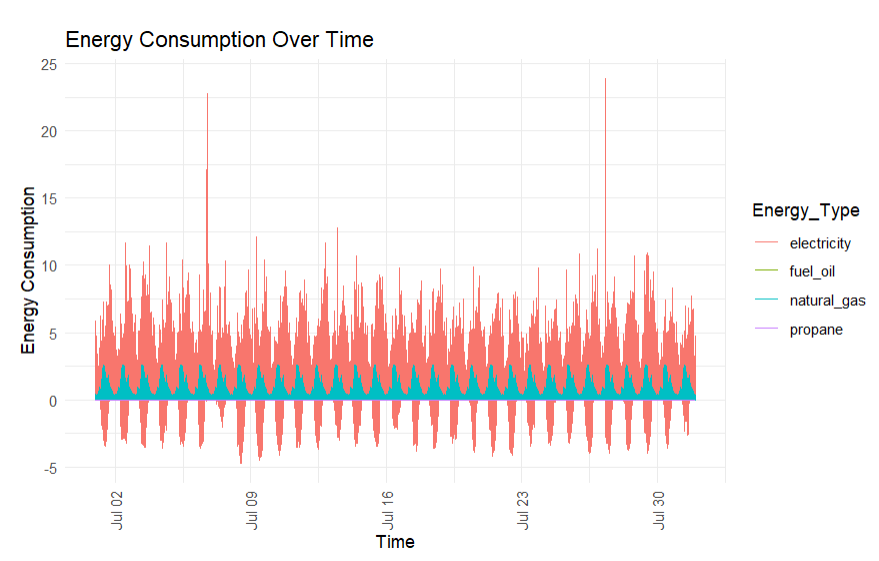 Energy Consumption Over Time
Energy Consumption
25
20
15
10
5
0
-5
Jul 02
Jul 09
Jul 16
Jul 23
Jul 30
Time
Energy_Type
electricity
fuel_oil
natural_gas
propane